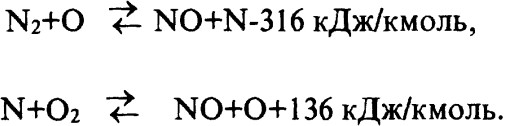 N₂+O ⇄ NO+N-316 кДж/кмоль,
N+O₂ ⇄ NO+O+136 кДж/кмоль.